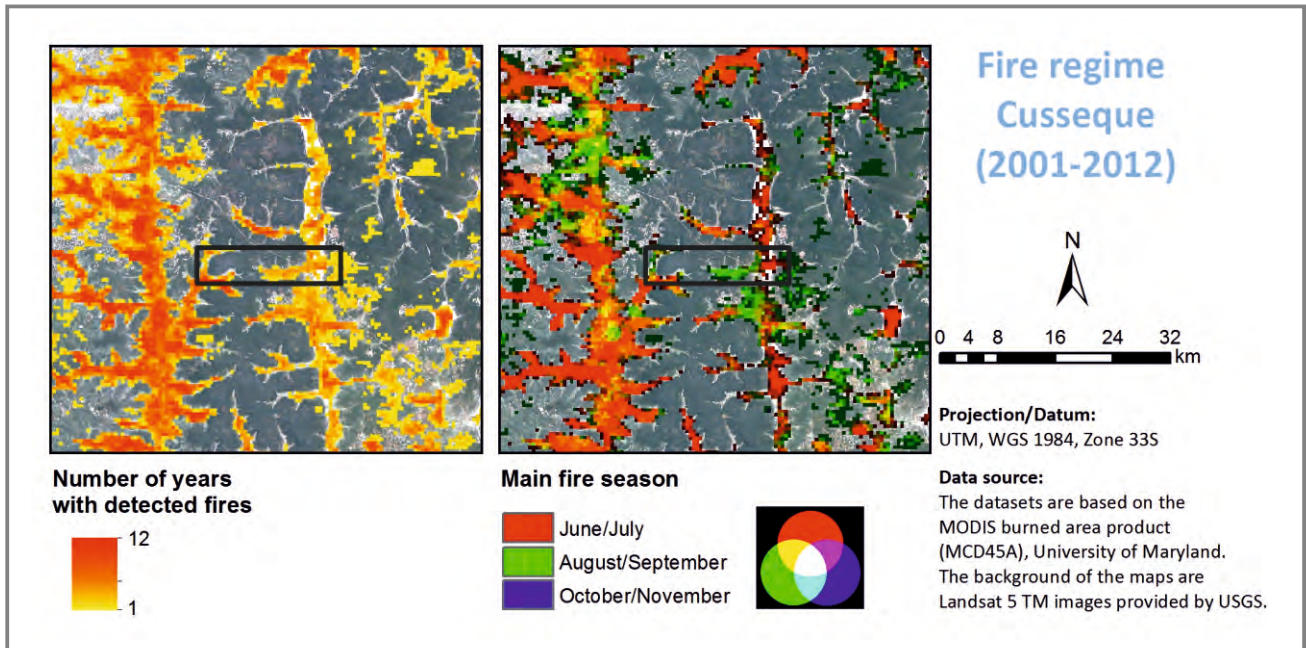 Fire regime
Cusseque
(2001-2012)
N
0 4 8 16 24 32
km
Projection/Datum:
UTM, WGS 1984, Zone 33S
Data source:
The datasets are based on the
MODIS burned area product
(MCD45A), University of Maryland.
The background of the maps are
Landsat 5 TM images provided by USGS.
Number of years
with detected fires
12
1
Main fire season
June/July
August/September
October/November